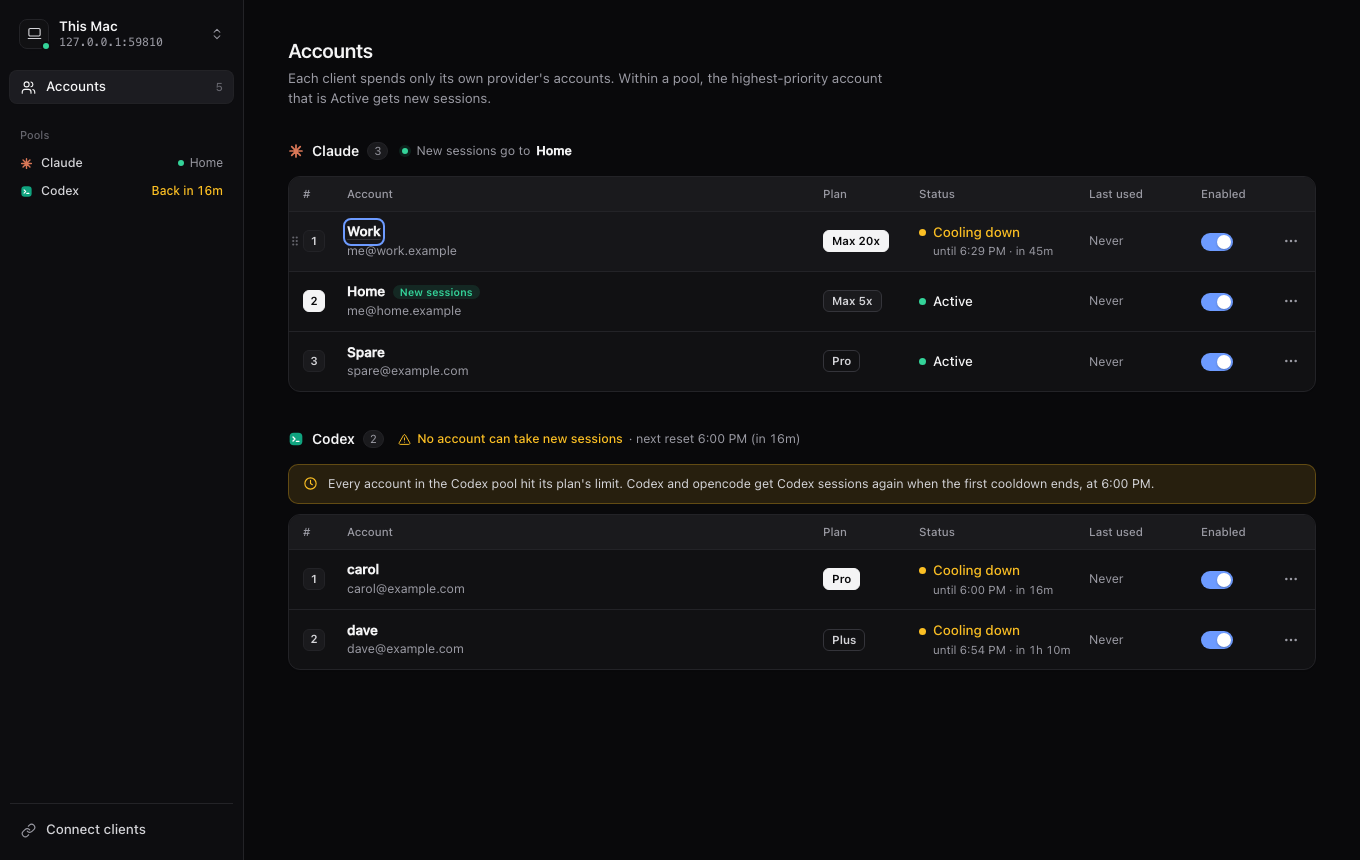 This Mac
127.0.0.1:59810
Accounts 5
Pools
Claude Home
Codex Back in 16m
Connect clients
Accounts
Each client spends only its own provider's accounts. Within a pool, the highest-priority account
that is Active gets new sessions.
Claude 3 New sessions go to Home
# Account Plan Status Last used Enabled
1 Work Max 20x Cooling down Never
me@work.example until 6:29 PM · in 45m
2 Home New sessions Max 5x Active Never
me@home.example
3 Spare Pro Active Never
spare@example.com
Codex 2 No account can take new sessions · next reset 6:00 PM (in 16m)
Every account in the Codex pool hit its plan's limit. Codex and opencode get Codex sessions again when the first cooldown ends, at 6:00 PM.
# Account Plan Status Last used Enabled
1 carol Pro Cooling down Never
carol@example.com until 6:00 PM · in 16m
2 dave Plus Cooling down Never
dave@example.com until 6:54 PM · in 1h 10m